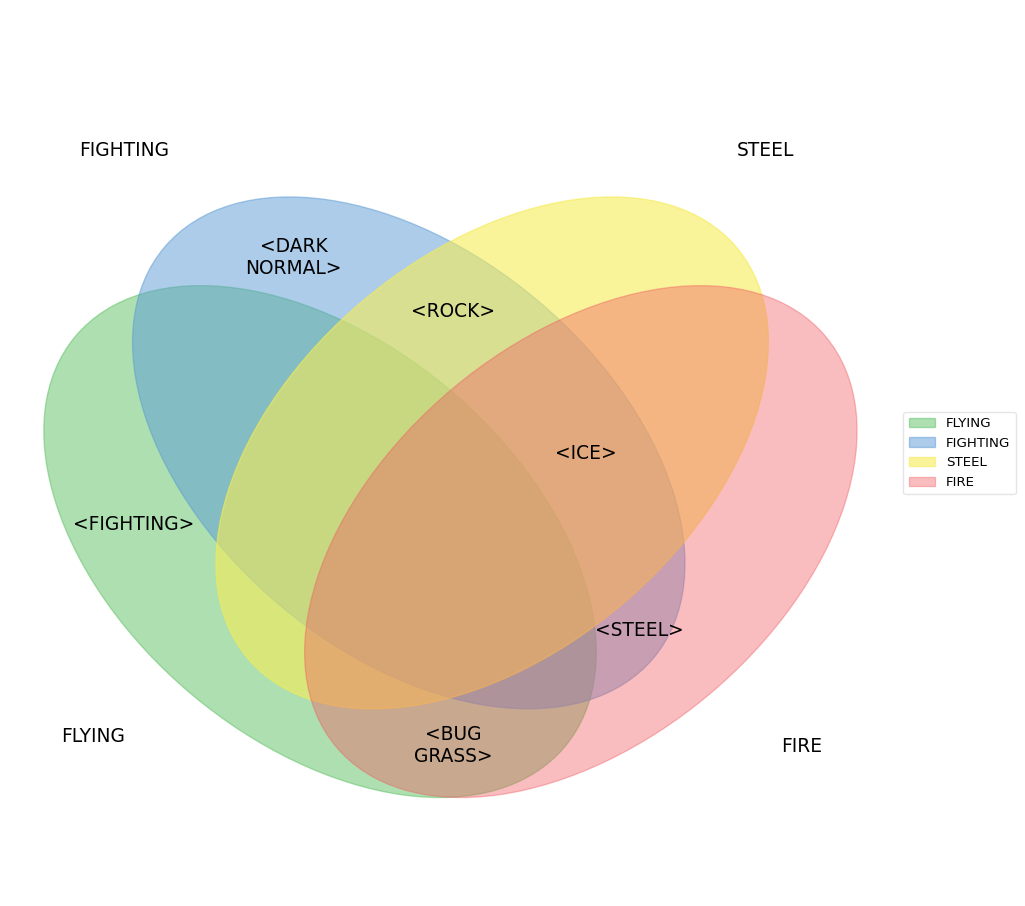 FIGHTING
STEEL
<DARK
NORMAL>
<ROCK>
<ICE>
<FIGHTING>
<STEEL>
<BUG
GRASS>
FLYING
FIRE
FLYING
FIGHTING
STEEL
FIRE